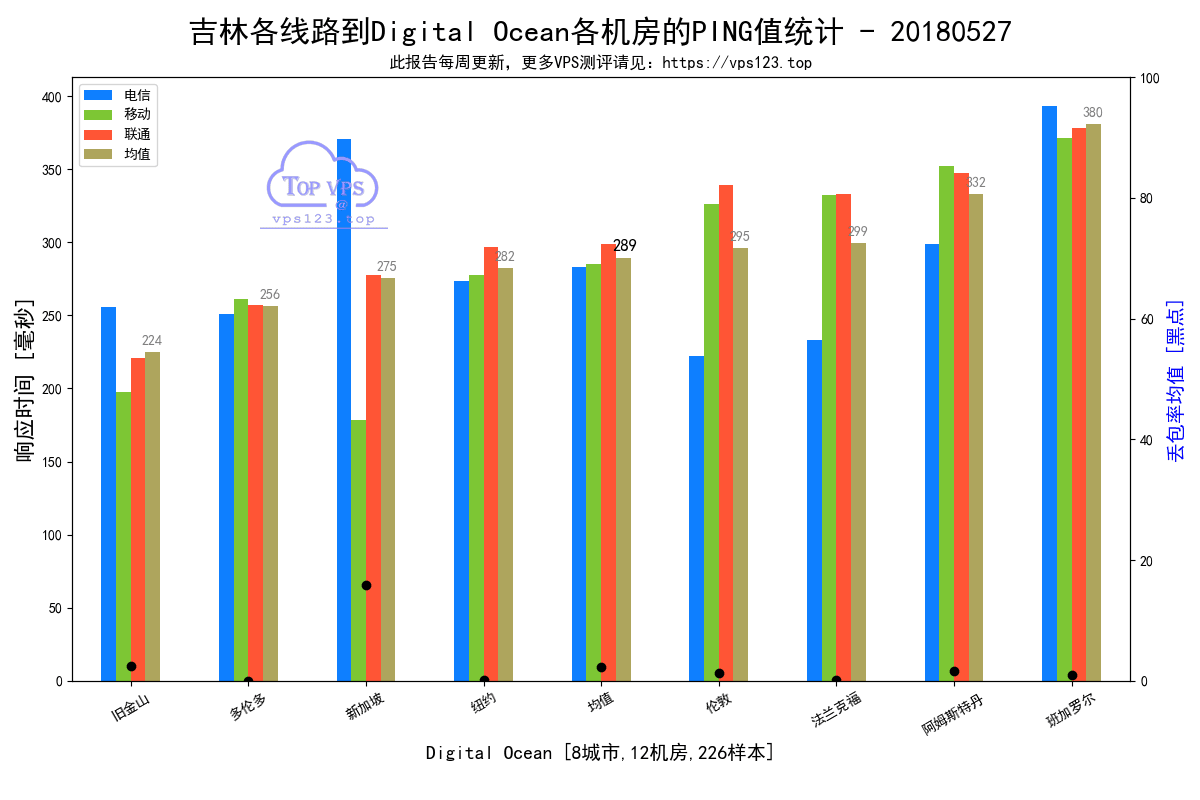 吉林各线路到Digital Ocean各机房的PING值统计 - 20180527
此报告每周更新，更多VPS测评请见：https://vps123.top
电信
移动
联通
均值
TOP VPS
@
vps123.top
响应时间 [毫秒]
400
350
300
250
200
150
100
50
0
224
256
275
282
289
295
299
332
380
100
80
60
40
20
0
丢包率均值 [黑点]
旧金山
多伦多
新加坡
纽约
均值
伦敦
法兰克福
阿姆斯特丹
班加罗尔
Digital Ocean [8城市,12机房,226样本]